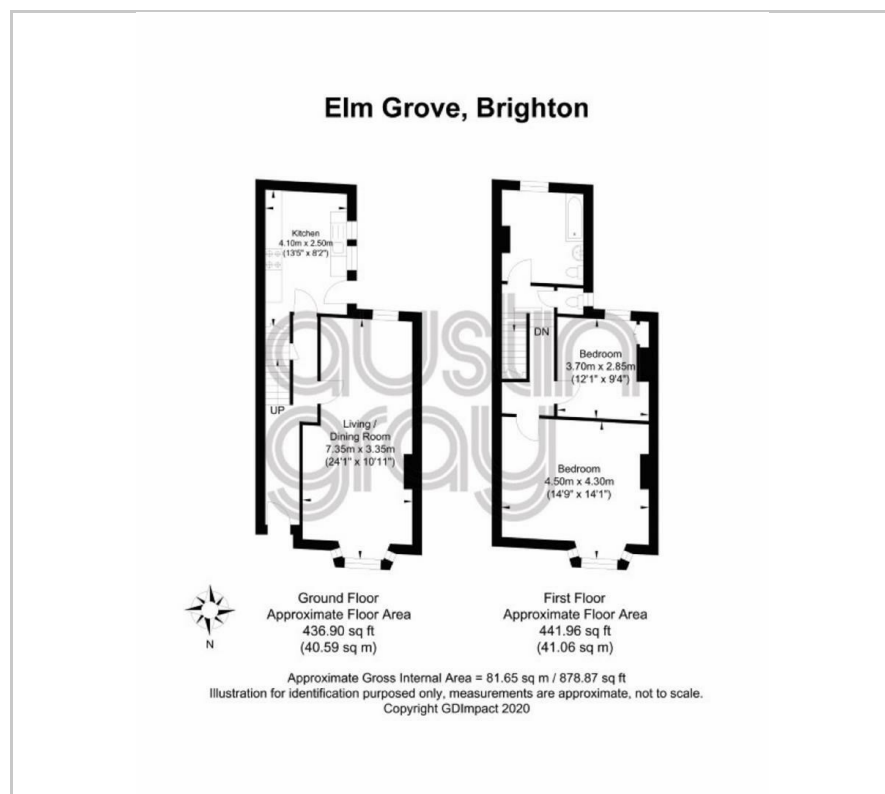 Elm Grove, Brighton
Kitchen
4.10m x 2.50m
(13'5" x 8'2")
UP
Living /
Dining Room
7.35m x 3.35m
(24'1" x 10'11")
DN
Bedroom
3.70m x 2.85m
(12'1" x 9'4")
Bedroom
4.50m x 4.30m
(14'9" x 14'1")
austin
gray
N
Ground Floor
Approximate Floor Area
436.90 sq ft
(40.59 sq m)
First Floor
Approximate Floor Area
441.96 sq ft
(41.06 sq m)
Approximate Gross Internal Area = 81.65 sq m / 878.87 sq ft
Illustration for identification purposed only, measurements are approximate, not to scale.
Copyright GDImpact 2020